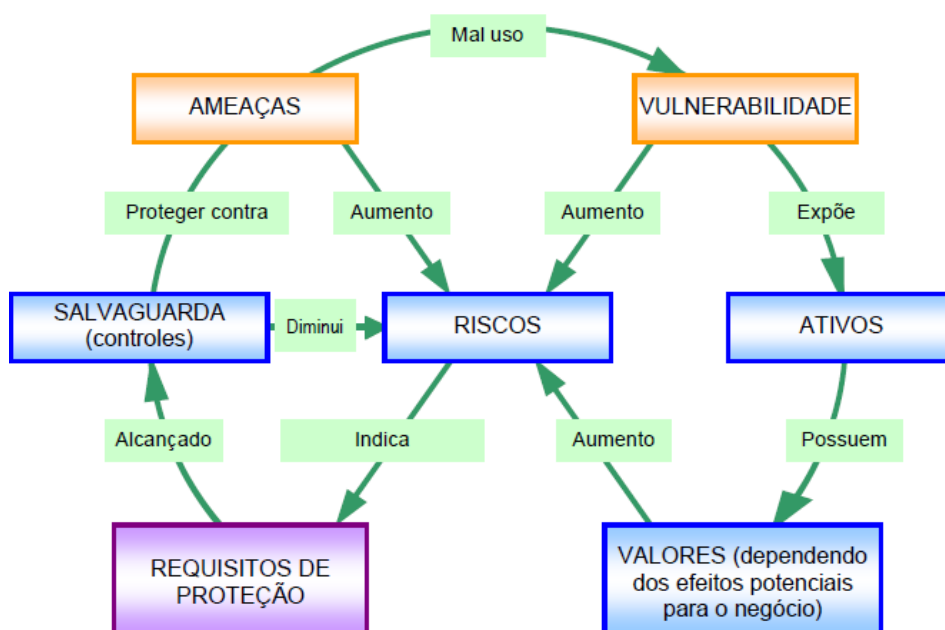 Mal uso
AMEAÇAS
VULNERABILIDADE
Proteger contra
Aumento
Aumento
Expõe
SALVAGUARDA
(controles)
Diminui
RISCOS
ATIVOS
Alcançado
Indica
Aumento
Possuem
REQUISITOS DE
PROTEÇÃO
VALORES (dependendo
dos efeitos potenciais
para o negócio)